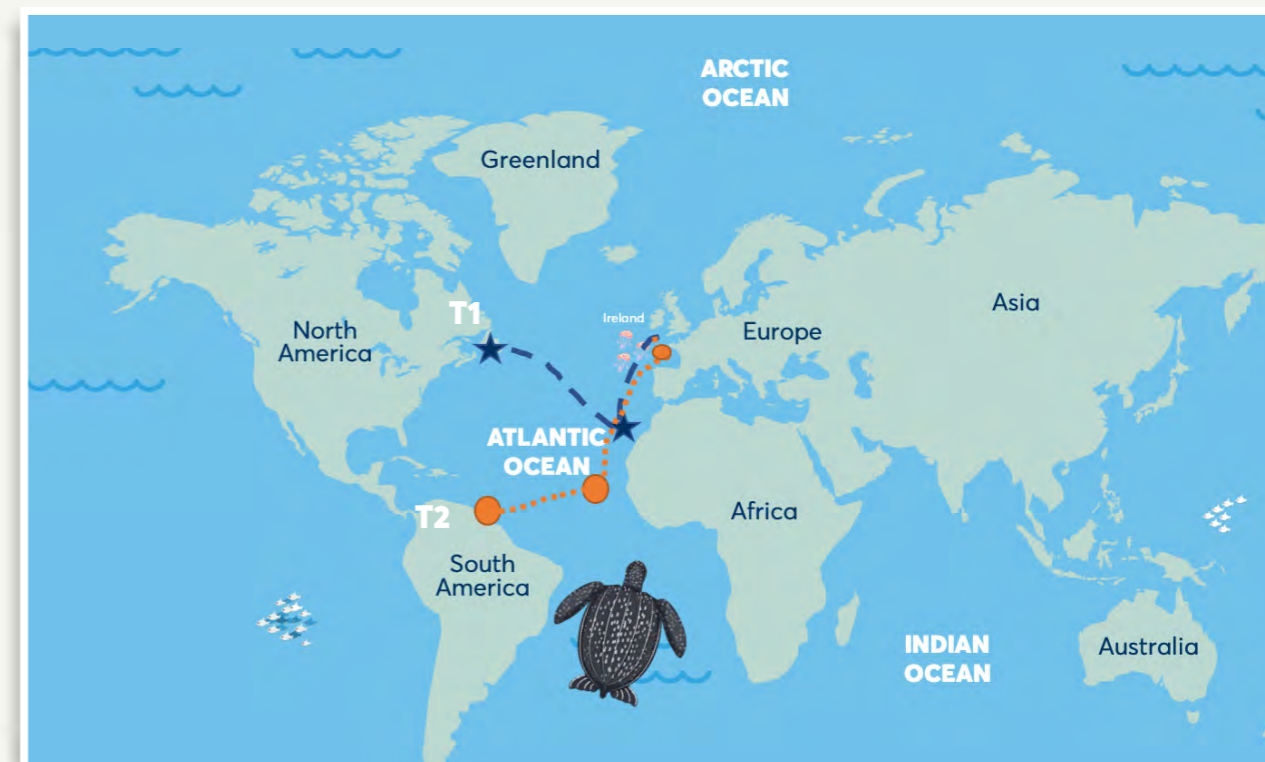 ARCTIC
OCEAN
Greenland
T1
Ireland
North
America
Europe
Asia
ATLANTIC
OCEAN
T2
Africa
South
America
INDIAN
OCEAN
Australia